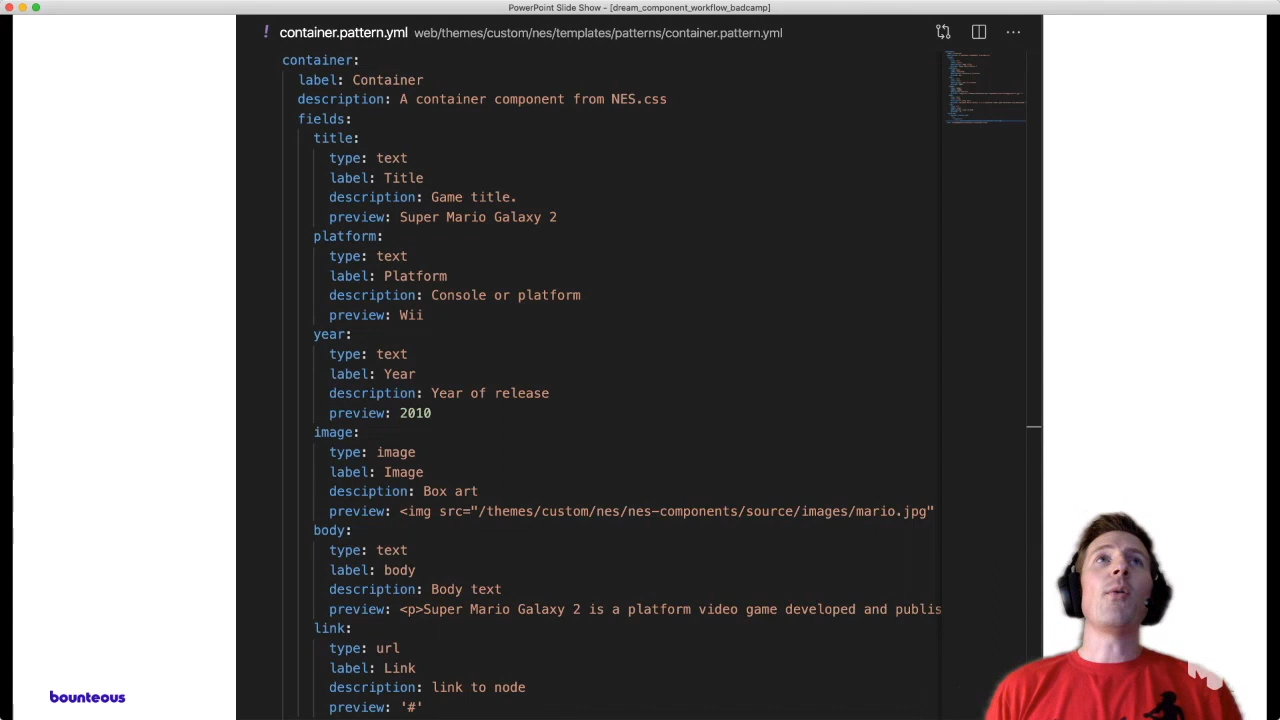 PowerPoint Slide Show - [dream_component_workflow_badcamp]
! container.pattern.yml web/themes/custom/nes/templates/patterns/container.pattern.yml ...
container:
label: Container
description: A container component from NES.css
fields:
title:
type: text
label: Title
description: Game title.
preview: Super Mario Galaxy 2
platform:
type: text
label: Platform
description: Console or platform
preview: Wii
year:
type: text
label: Year
description: Year of release
preview: 2010
image:
type: image
label: Image
desciption: Box art
preview: <img src="/themes/custom/nes/nes-components/source/images/mario.jpg"
body:
type: text
label: body
description: Body text
preview: <p>Super Mario Galaxy 2 is a platform video game developed and publis
link:
type: url
label: Link
description: link to node
preview: '#'
bounteous